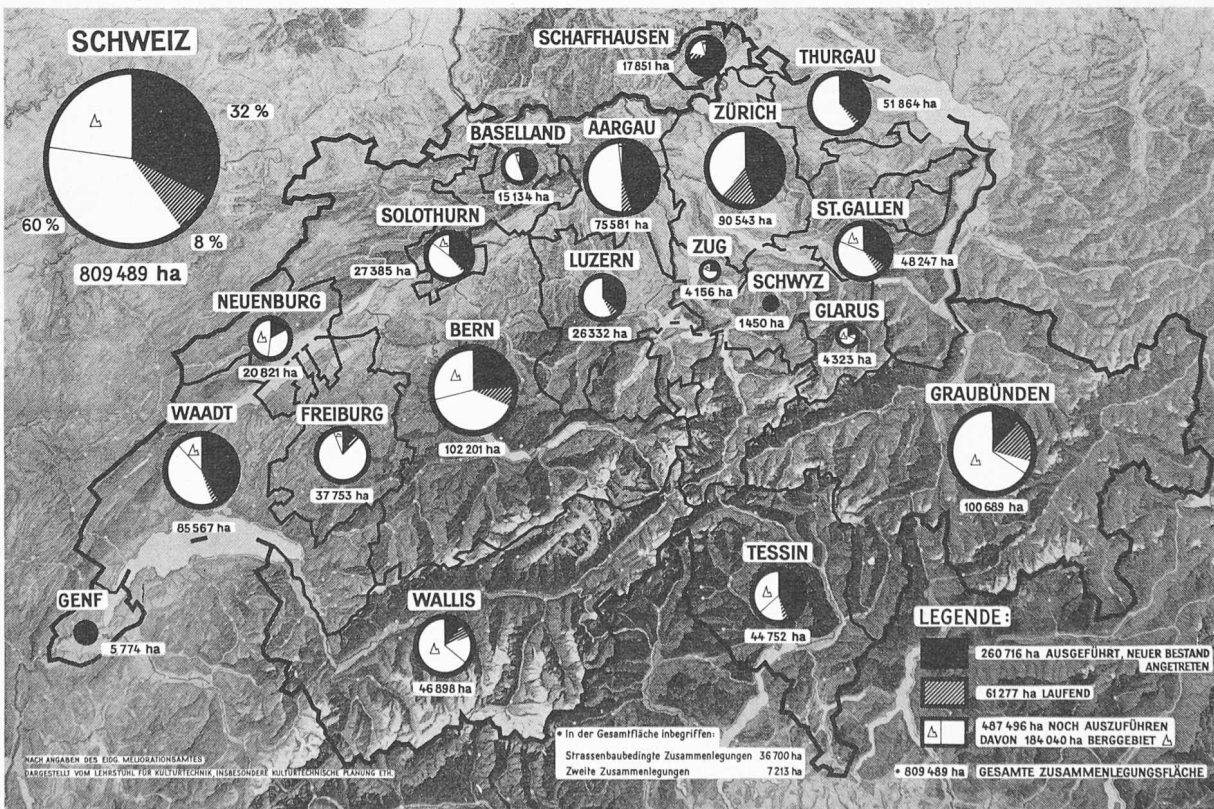 SCHWEIZ
32 %
60 %
8 %
809 489 ha
SCHAFFHAUSEN
17 851 ha
THURGAU
51 864 ha
BASELLAND
15 134 ha
AARGAU
75 581 ha
ZÜRICH
90 543 ha
SOLOTHURN
27 385 ha
LUZERN
26 332 ha
ZUG
4 156 ha
SCHWYZ
1 450 ha
ST. GALLEN
48 247 ha
GLARUS
4 323 ha
NEUENBURG
20 821 ha
BERN
102 201 ha
WAADT
85 567 ha
FREIBURG
37 753 ha
GRAUBÜNDEN
100 689 ha
GENF
5 774 ha
WALLIS
46 898 ha
TESSIN
44 752 ha
LEGENDE:
260 716 ha AUSGEFÜHRT, NEUER BESTAND
ANGETRETEN
61 277 ha LAUFEND
487 496 ha NOCH AUSZUFÜHREN
DAVON 184 040 ha BERGGEBIET
* 809 489 ha GESAMTE ZUSAMMENLEGUNGSFLÄCHE
* In der Gesamtfläche inbegriffen:
Strassenbaubedingte Zusammenlegungen 36 700 ha
Zweite Zusammenlegungen 7 213 ha
NACH ANGABEN DES EIDG. MELIORATIONSAMTES
DARGESTELLT VOM LEHRSTUHL FÜR KULTURTECHNIK, INSBESONDERE KULTURTECHNISCHE PLANUNG ETH.